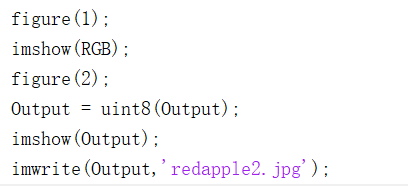 figure(1);
imshow(RGB);
figure(2);
Output = uint8(Output);
imshow(Output);
imwrite(Output,'redapple2.jpg');